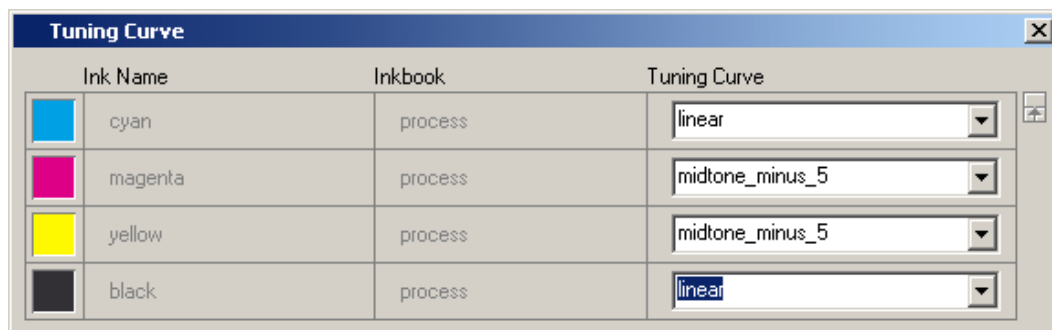 Tuning Curve
Ink Name Inkbook Tuning Curve
cyan process linear
magenta process midtone_minus_5
yellow process midtone_minus_5
black process linear